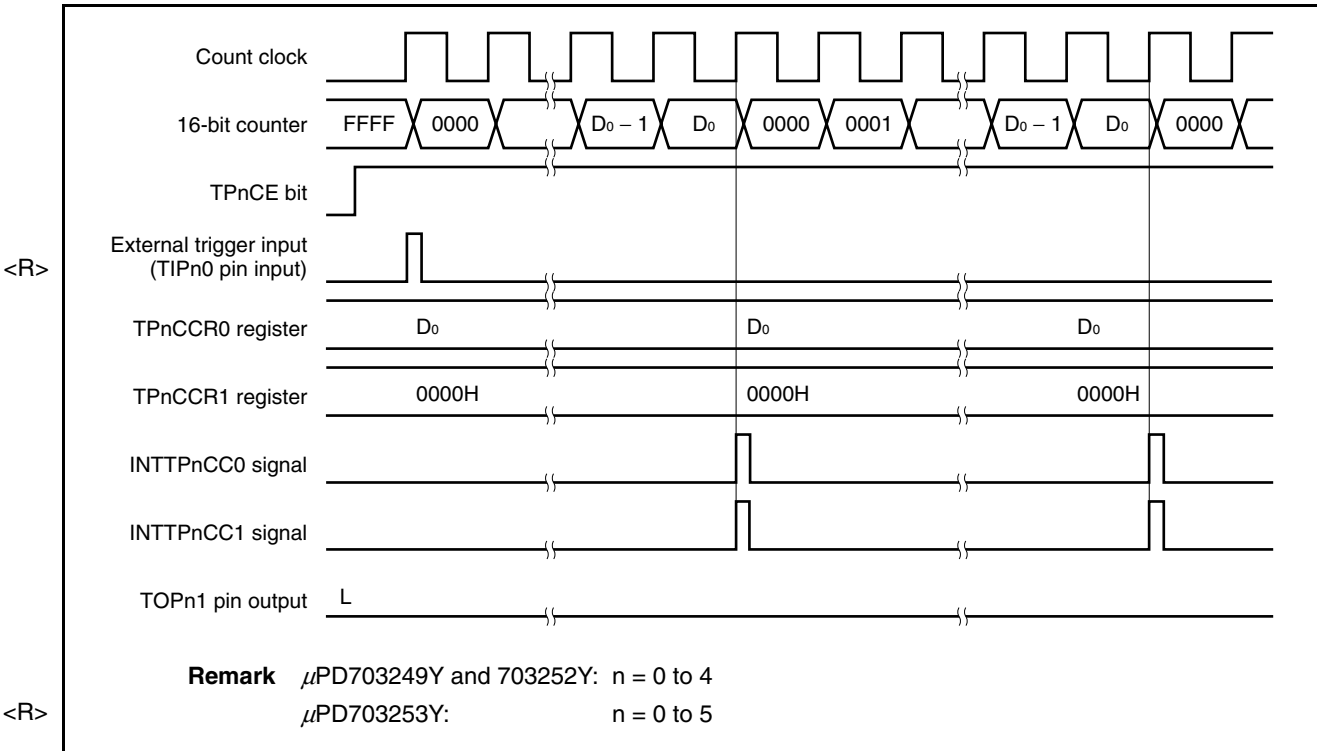 Count clock
16-bit counter FFFF 0000 D₀ − 1 D₀ 0000 0001 D₀ − 1 D₀ 0000
TPnCE bit
<R> External trigger input
(TIPn0 pin input)
TPnCCR0 register D₀ D₀ D₀
TPnCCR1 register 0000H 0000H 0000H
INTTPnCC0 signal
INTTPnCC1 signal
TOPn1 pin output L
Remark μPD703249Y and 703252Y: n = 0 to 4
<R> μPD703253Y: n = 0 to 5